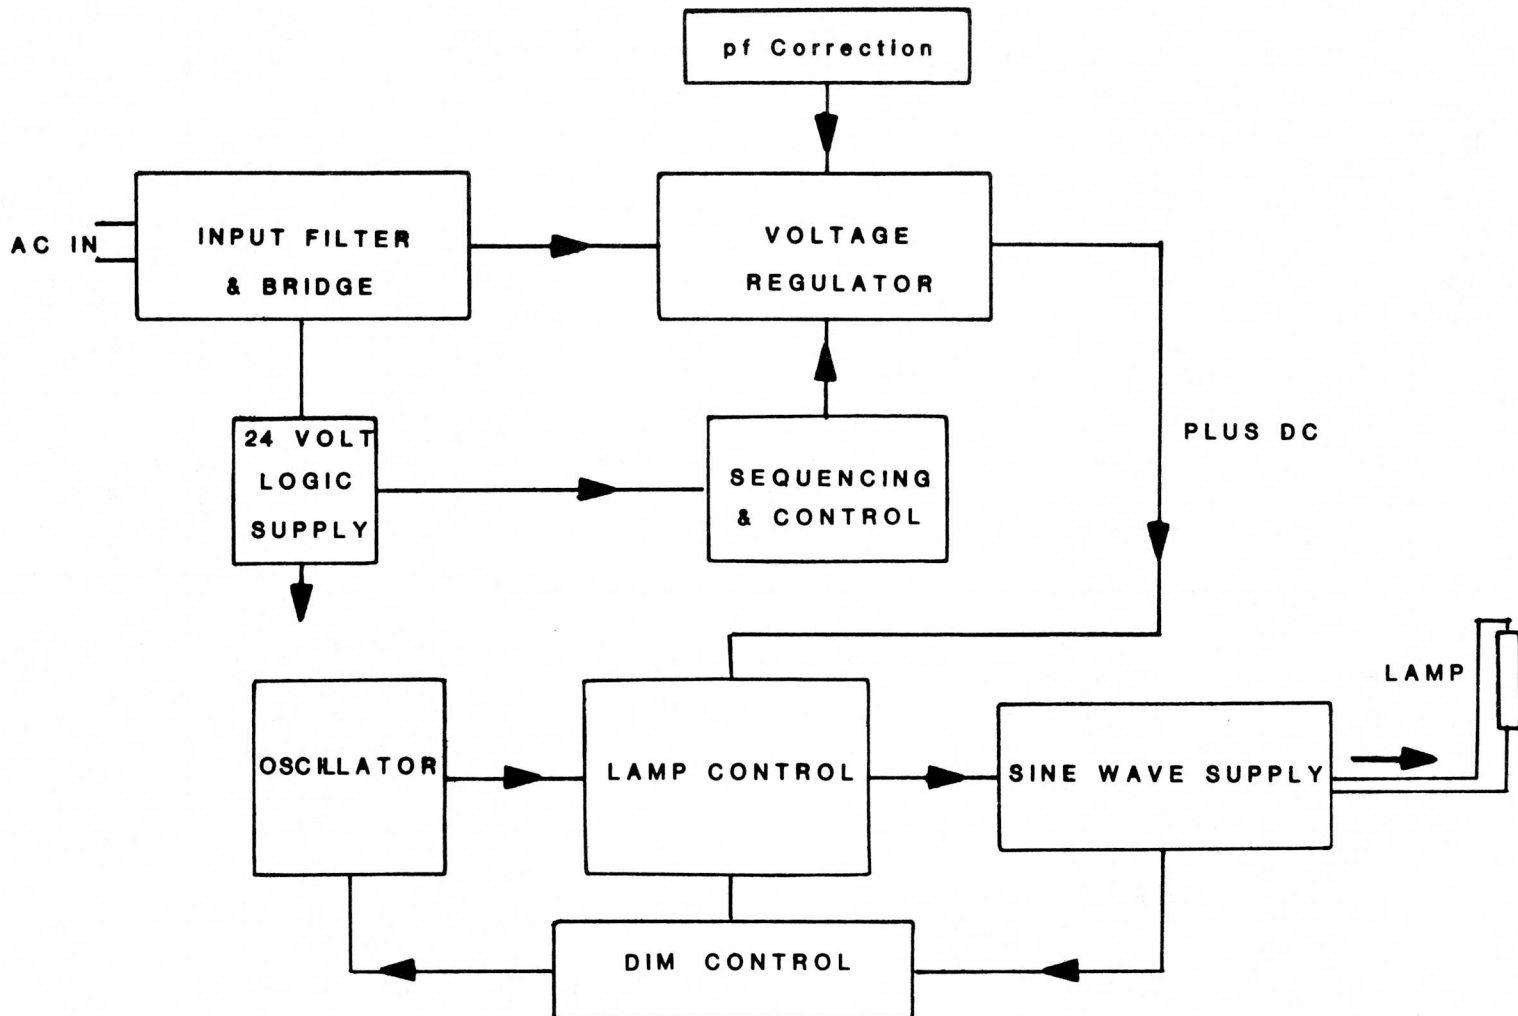 pf Correction
AC IN
INPUT FILTER
& BRIDGE
VOLTAGE
REGULATOR
24 VOLT
LOGIC
SUPPLY
SEQUENCING
& CONTROL
PLUS DC
LAMP
OSCILLATOR
LAMP CONTROL
SINE WAVE SUPPLY
DIM CONTROL